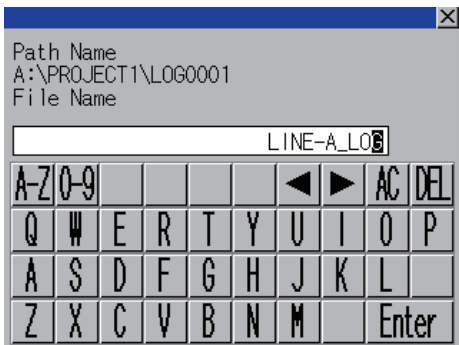 Path Name
A:\PROJECT1\LOG0001
File Name
LINE-A_LOG
A-Z 0-9 ◀ ▶ AC DEL
Q W E R T Y U I O P
A S D F G H J K L
Z X C V B N M Enter